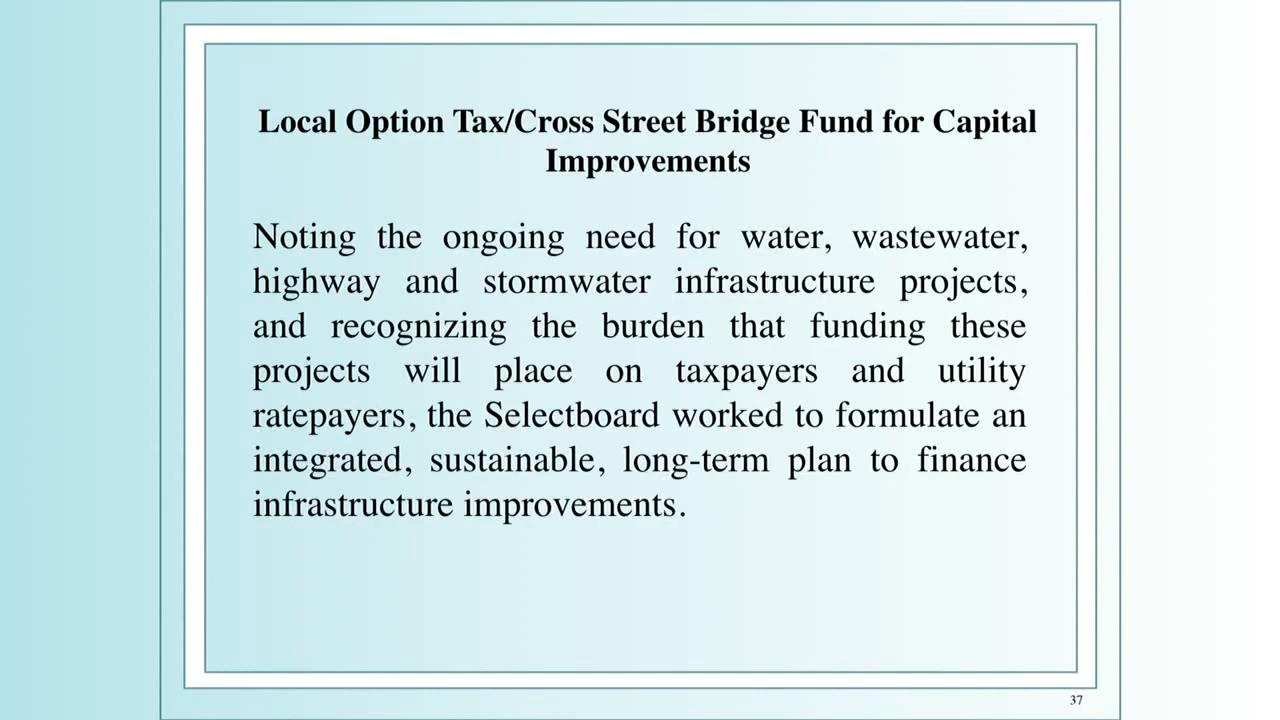 Local Option Tax/Cross Street Bridge Fund for Capital
Improvements
Noting the ongoing need for water, wastewater,
highway and stormwater infrastructure projects,
and recognizing the burden that funding these
projects will place on taxpayers and utility
ratepayers, the Selectboard worked to formulate an
integrated, sustainable, long-term plan to finance
infrastructure improvements.
37